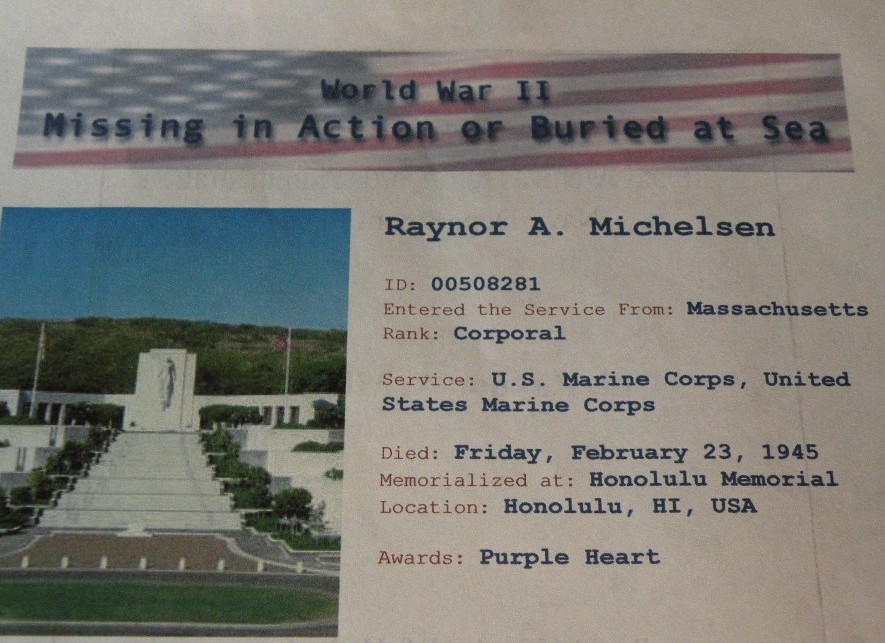 World War II
Missing in Action or Buried at Sea
Raynor A. Michelsen
ID: 00508281
Entered the Service From: Massachusetts
Rank: Corporal
Service: U.S. Marine Corps, United
States Marine Corps
Died: Friday, February 23, 1945
Memorialized at: Honolulu Memorial
Location: Honolulu, HI, USA
Awards: Purple Heart